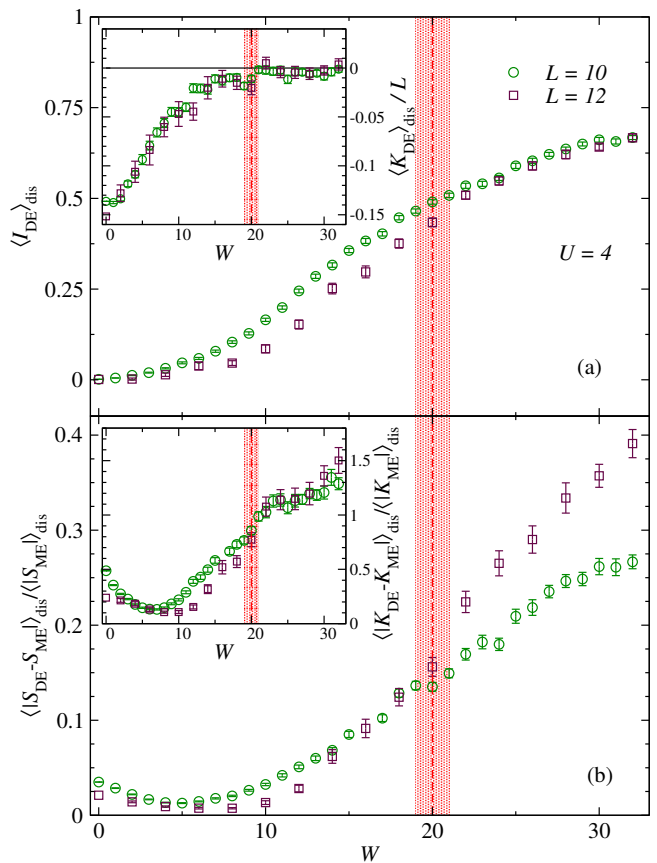 1
0.75
0.5
0.25
0
⟨I_DE⟩_dis
0
-0.05
-0.1
-0.15
⟨K_DE⟩_dis / L
0 10 20 30
W
L = 10
L = 12
U = 4
(a)
0.4
0.3
0.2
0.1
0
⟨|S_DE-S_ME|⟩_dis/⟨|S_ME|⟩_dis
1.5
1
0.5
0
⟨|K_DE-K_ME|⟩_dis/⟨|K_ME|⟩_dis
0 10 20 30
W
(b)
0 10 20 30
W